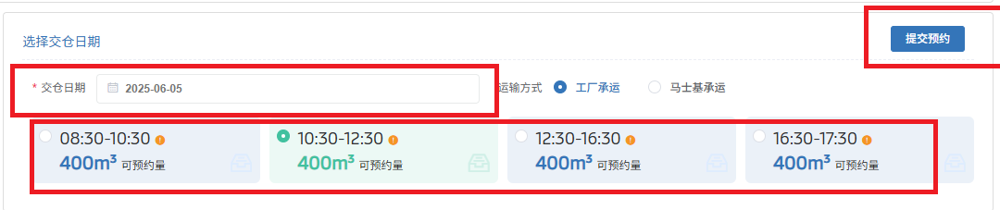 选择交仓日期
提交预约
* 交仓日期 2025-06-05 运输方式 工厂承运 马士基承运
08:30-10:30 10:30-12:30 12:30-16:30 16:30-17:30
400m³ 可预约量 400m³ 可预约量 400m³ 可预约量 400m³ 可预约量